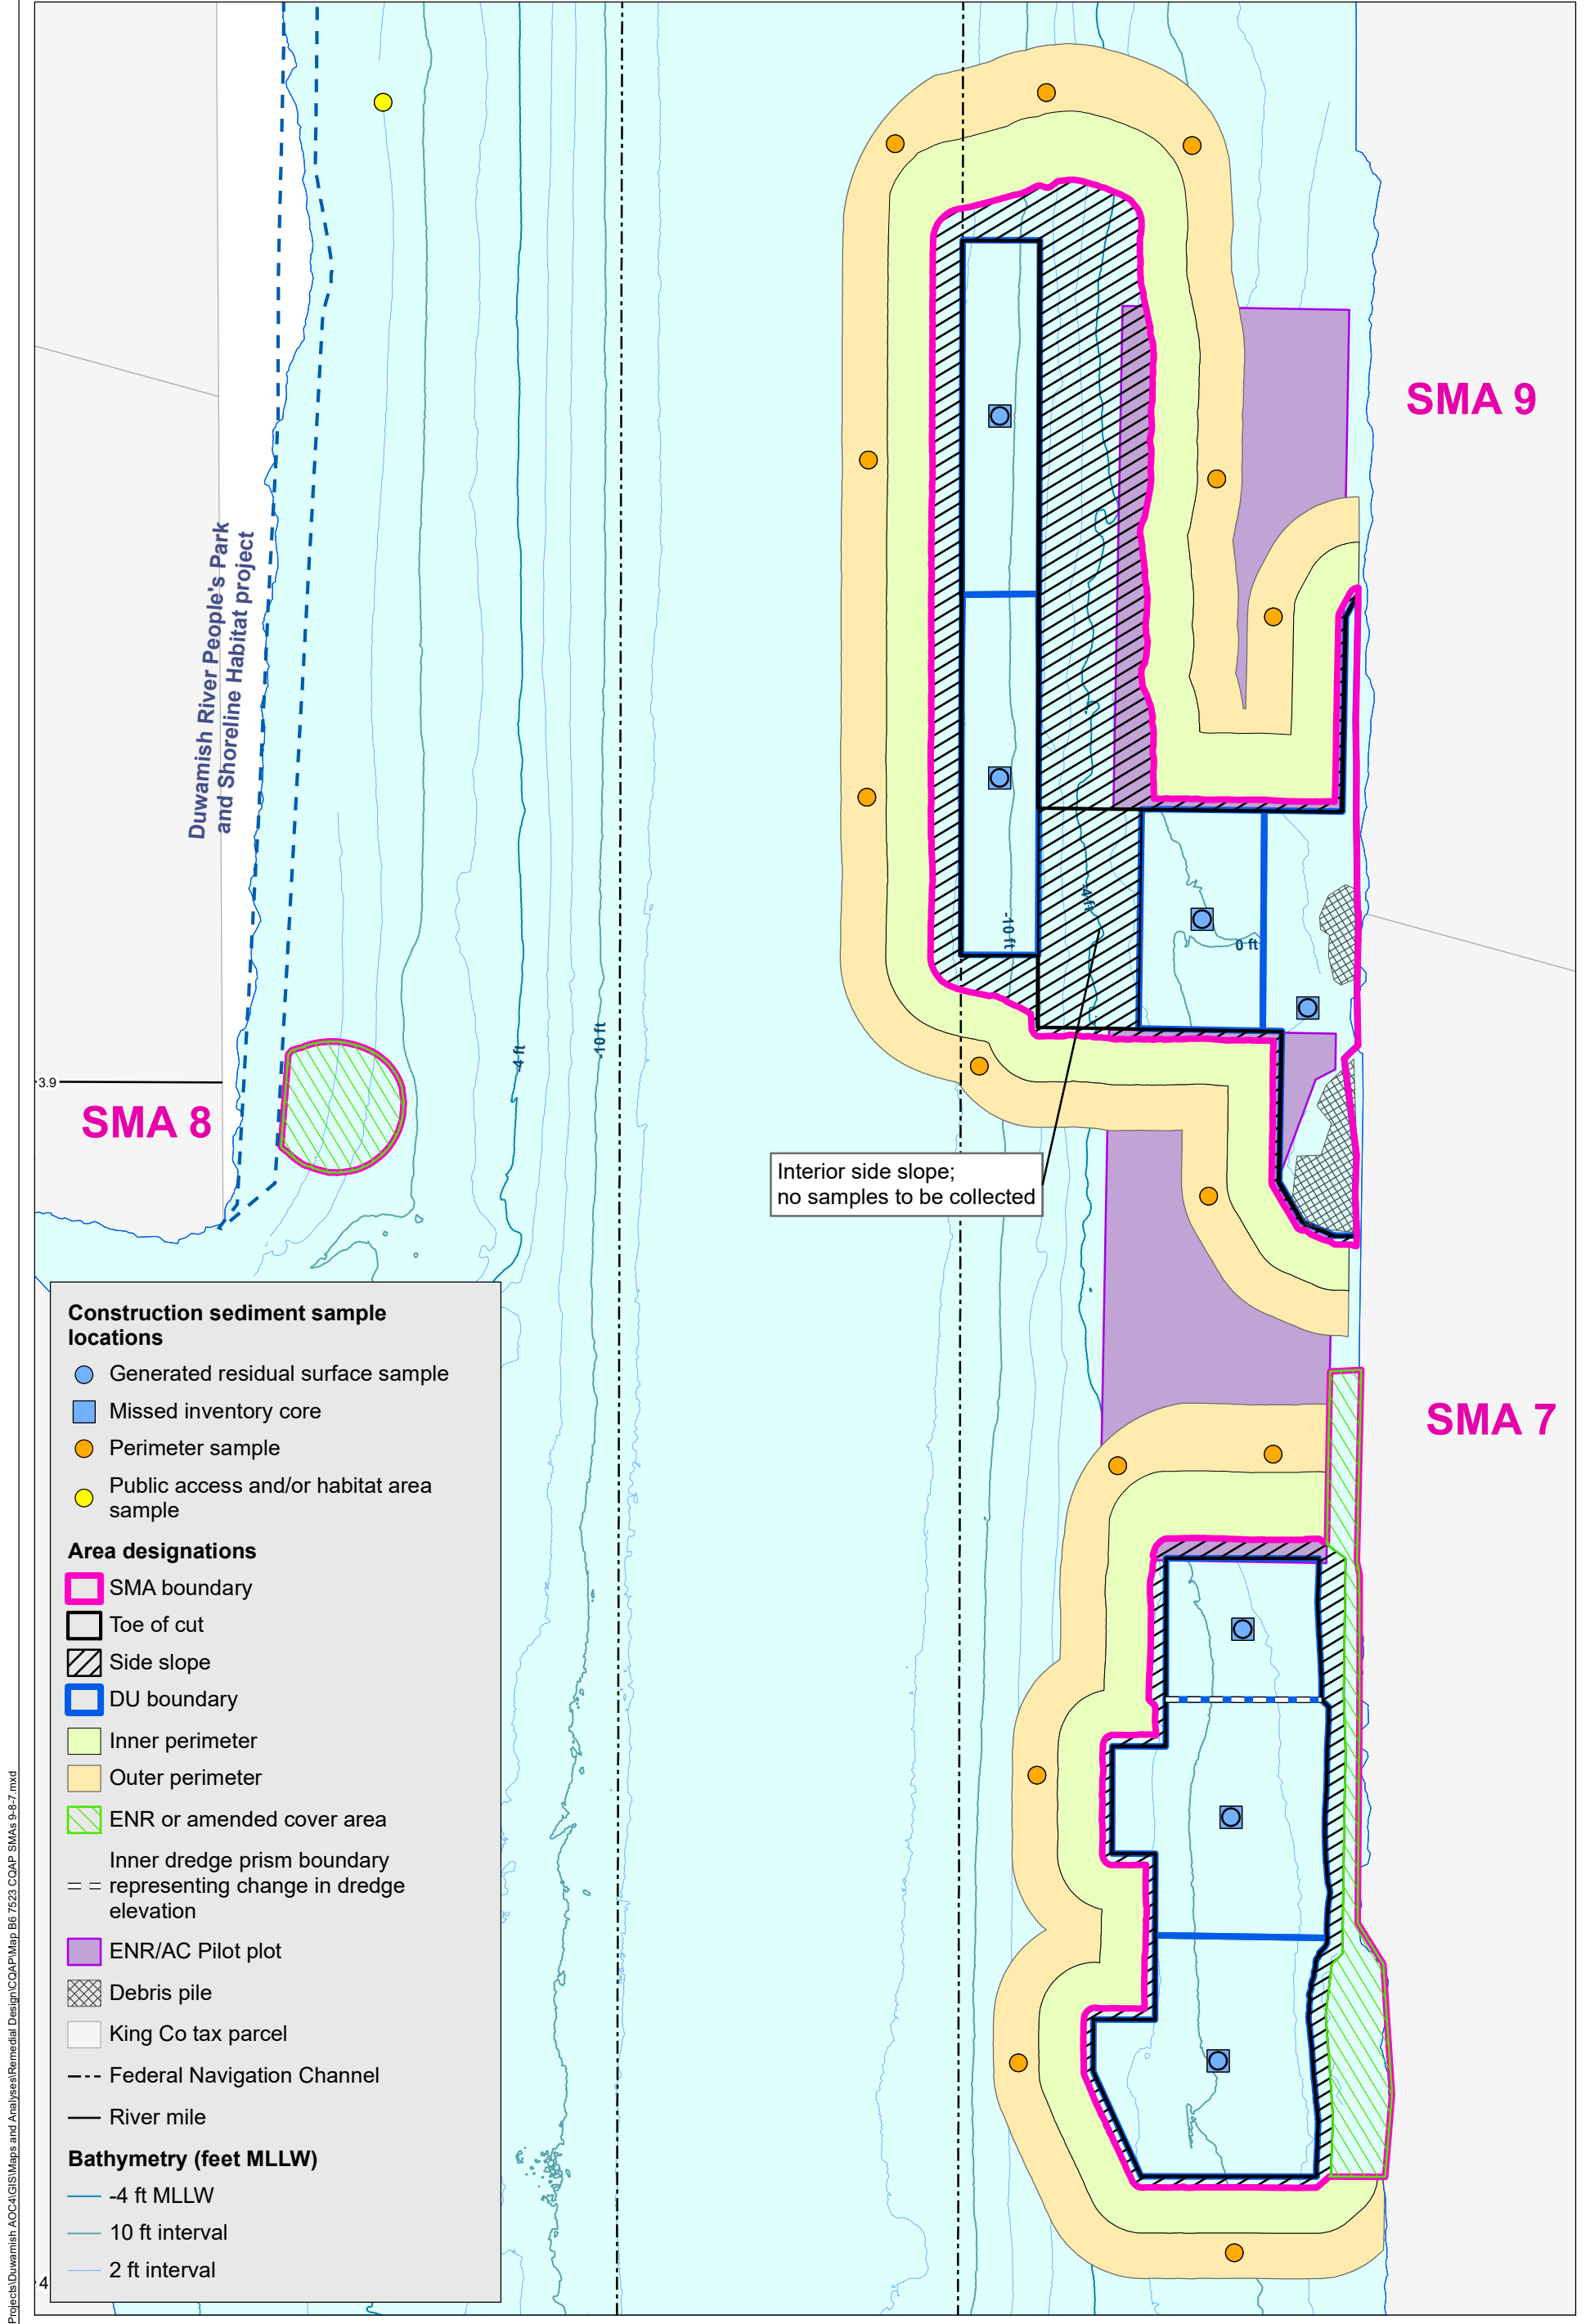 SMA 9
Duwamish River People's Park
and Shoreline Habitat project
-4 ft
-10 ft
0 ft
-4 ft
-10 ft
3.9
SMA 8
Interior side slope;
no samples to be collected
SMA 7
Construction sediment sample
locations
Generated residual surface sample
Missed inventory core
Perimeter sample
Public access and/or habitat area
sample
Area designations
SMA boundary
Toe of cut
Side slope
DU boundary
Inner perimeter
Outer perimeter
ENR or amended cover area
Inner dredge prism boundary
representing change in dredge
elevation
ENR/AC Pilot plot
Debris pile
King Co tax parcel
Federal Navigation Channel
River mile
Bathymetry (feet MLLW)
-4 ft MLLW
10 ft interval
2 ft interval
4
Projects\Duwamish AOC4\GIS\Maps and Analyses\Remedial Design\CQAP\Map B6 7523 CQAP SMAs 9-8-7.mxd